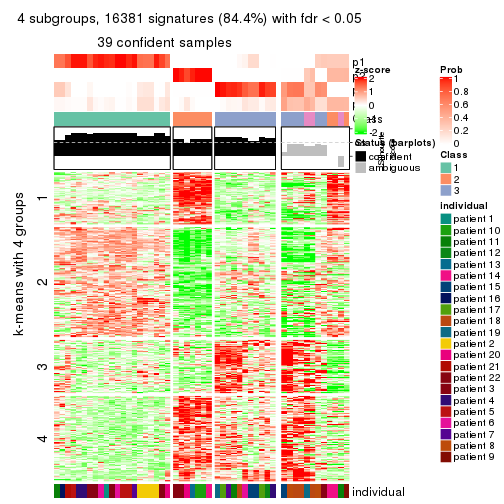 4 subgroups, 16381 signatures (84.4%) with fdr < 0.05
39 confident samples
p1
z-score
2
1
0
-1
-2
Prob
1
0.8
0.6
0.4
0.2
0
Status (barplots)
confident
ambiguous
Class
1
2
3
k-means with 4 groups
1
2
3
4
individual
patient 1
patient 10
patient 11
patient 12
patient 13
patient 14
patient 15
patient 16
patient 17
patient 18
patient 19
patient 2
patient 20
patient 21
patient 22
patient 3
patient 4
patient 5
patient 6
patient 7
patient 8
patient 9
individual